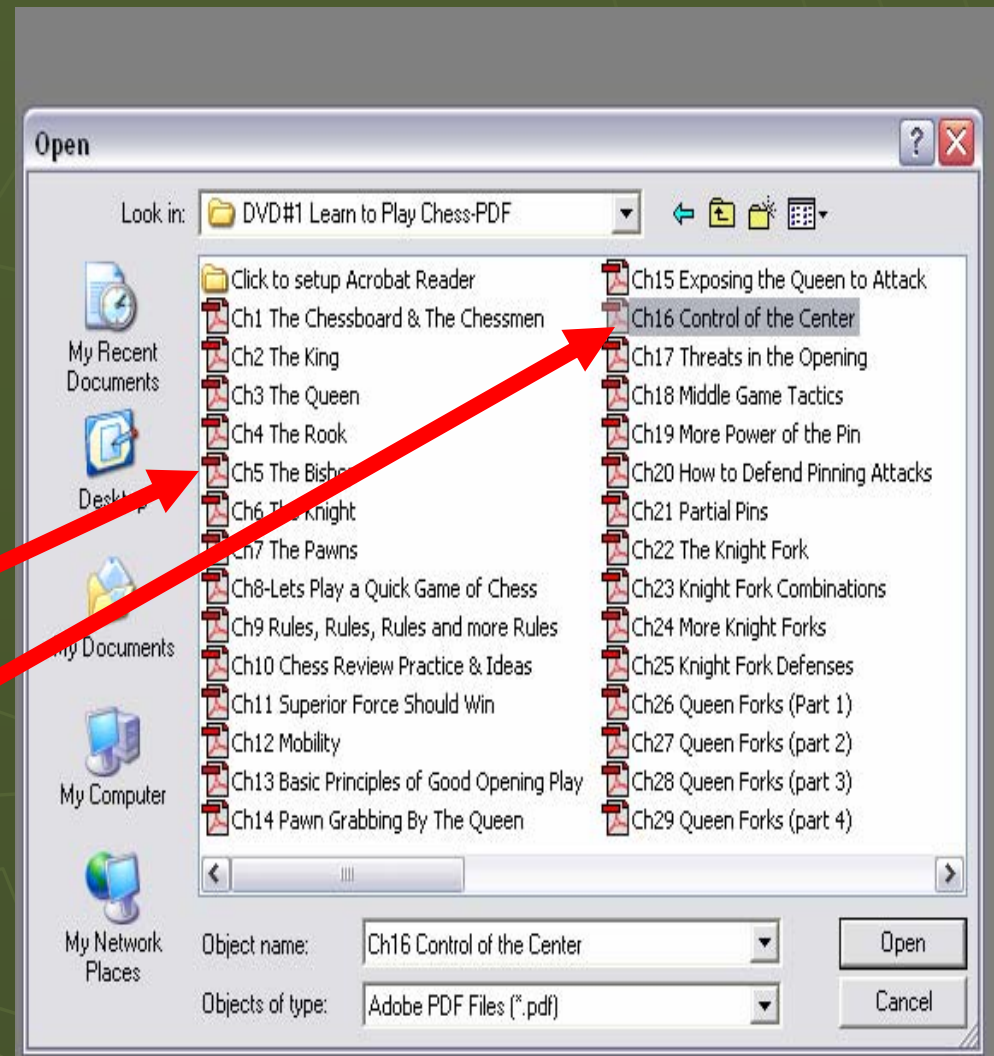 Open
Look in: DVD#1 Learn to Play Chess-PDF
My Recent
Documents
Desktop
My Documents
My Computer
My Network
Places
Click to setup Acrobat Reader
Ch1 The Chessboard & The Chessmen
Ch2 The King
Ch3 The Queen
Ch4 The Rook
Ch5 The Bishop
Ch6 The Knight
Ch7 The Pawns
Ch8-Lets Play a Quick Game of Chess
Ch9 Rules, Rules, Rules and more Rules
Ch10 Chess Review Practice & Ideas
Ch11 Superior Force Should Win
Ch12 Mobility
Ch13 Basic Principles of Good Opening Play
Ch14 Pawn Grabbing By The Queen
Ch15 Exposing the Queen to Attack
Ch16 Control of the Center
Ch17 Threats in the Opening
Ch18 Middle Game Tactics
Ch19 More Power of the Pin
Ch20 How to Defend Pinning Attacks
Ch21 Partial Pins
Ch22 The Knight Fork
Ch23 Knight Fork Combinations
Ch24 More Knight Forks
Ch25 Knight Fork Defenses
Ch26 Queen Forks (Part 1)
Ch27 Queen Forks (part 2)
Ch28 Queen Forks (part 3)
Ch29 Queen Forks (part 4)
Object name: Ch16 Control of the Center Open
Objects of type: Adobe PDF Files (*.pdf) Cancel